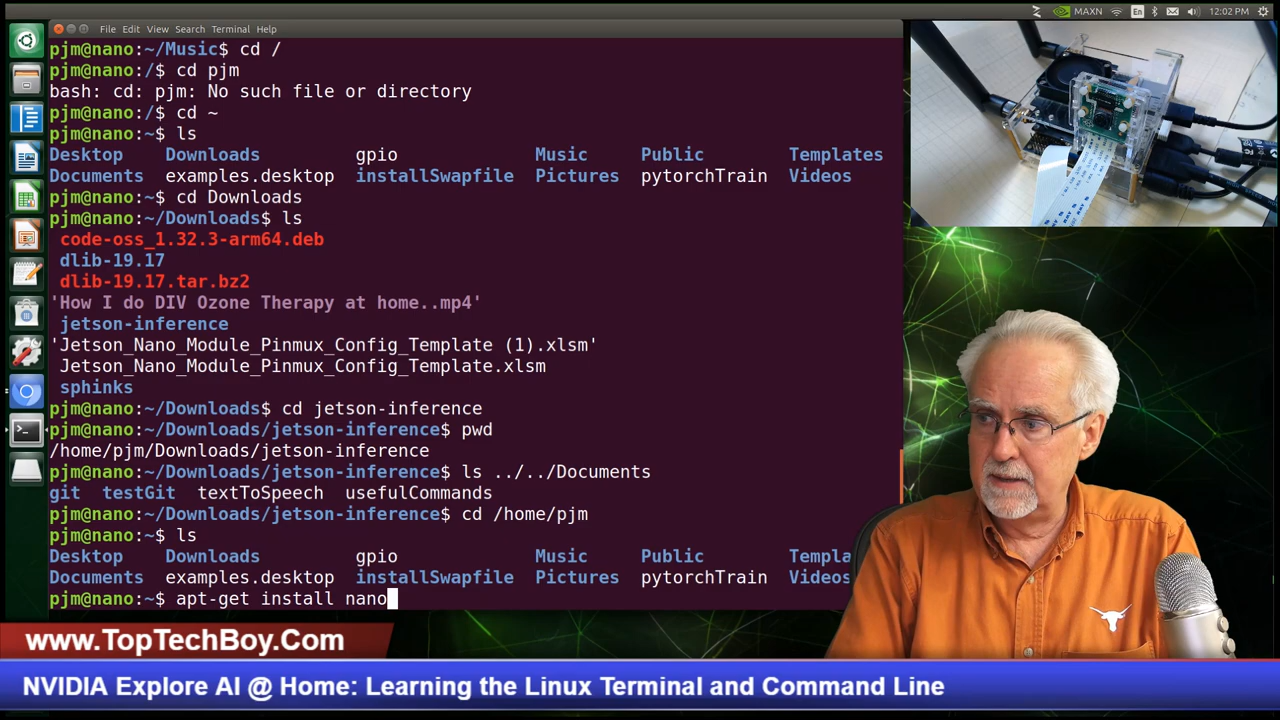 File Edit View Search Terminal Help
MAXN En 12:02 PM
pjm@nano:~/Music$ cd /
pjm@nano:/$ cd pjm
bash: cd: pjm: No such file or directory
pjm@nano:/$ cd ~
pjm@nano:~$ ls
Desktop Downloads gpio Music Public Templates
Documents examples.desktop installSwapfile Pictures pytorchTrain Videos
pjm@nano:~$ cd Downloads
pjm@nano:~/Downloads$ ls
code-oss_1.32.3-arm64.deb
dlib-19.17
dlib-19.17.tar.bz2
'How I do DIV Ozone Therapy at home..mp4'
jetson-inference
'Jetson_Nano_Module_Pinmux_Config_Template (1).xlsm'
Jetson_Nano_Module_Pinmux_Config_Template.xlsm
sphinks
pjm@nano:~/Downloads$ cd jetson-inference
pjm@nano:~/Downloads/jetson-inference$ pwd
/home/pjm/Downloads/jetson-inference
pjm@nano:~/Downloads/jetson-inference$ ls ../../Documents
git testGit textToSpeech usefulCommands
pjm@nano:~/Downloads/jetson-inference$ cd /home/pjm
pjm@nano:~$ ls
Desktop Downloads gpio Music Public Templa
Documents examples.desktop installSwapfile Pictures pytorchTrain Videos
pjm@nano:~$ apt-get install nano
www.TopTechBoy.Com
NVIDIA Explore AI @ Home: Learning the Linux Terminal and Command Line